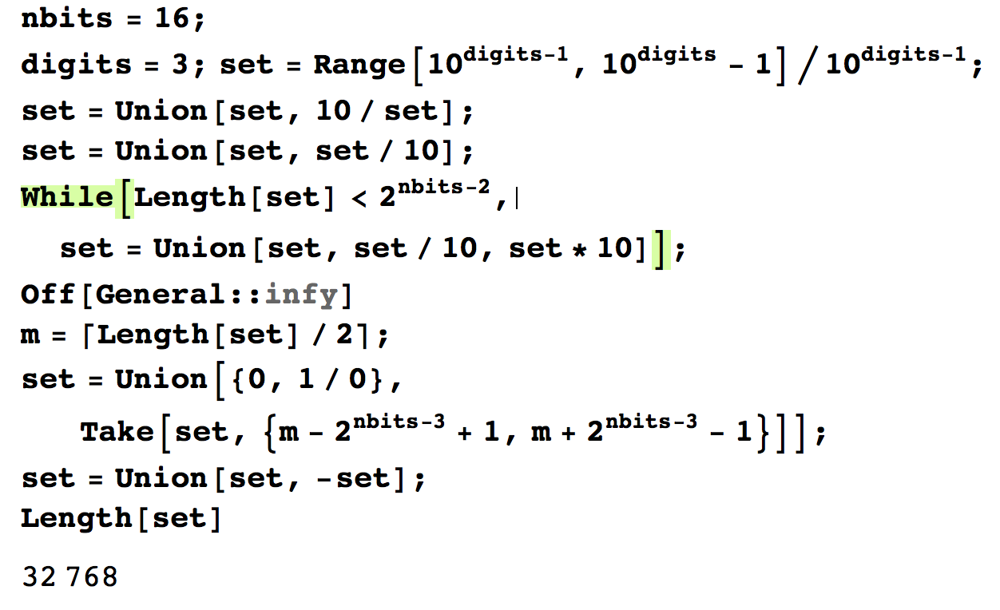 nbits = 16;
digits = 3; set = Range[10^digits-1, 10^digits - 1] / 10^digits-1;
set = Union[set, 10 / set];
set = Union[set, set / 10];
While[Length[set] < 2^nbits-2,
set = Union[set, set / 10, set * 10]];
Off[General::infy]
m = ⌈Length[set] / 2⌉;
set = Union[{0, 1 / 0},
Take[set, {m - 2^nbits-3 + 1, m + 2^nbits-3 - 1}]];
set = Union[set, -set];
Length[set]
32 768